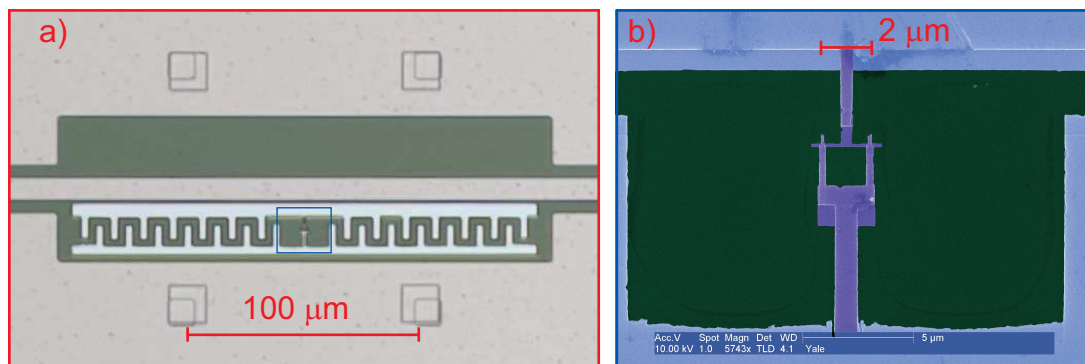 a)
100 µm
b)
2 µm
Acc.V Spot Magn Det WD 5 µm
10.00 kV 1.0 5743x TLD 4.1 Yale